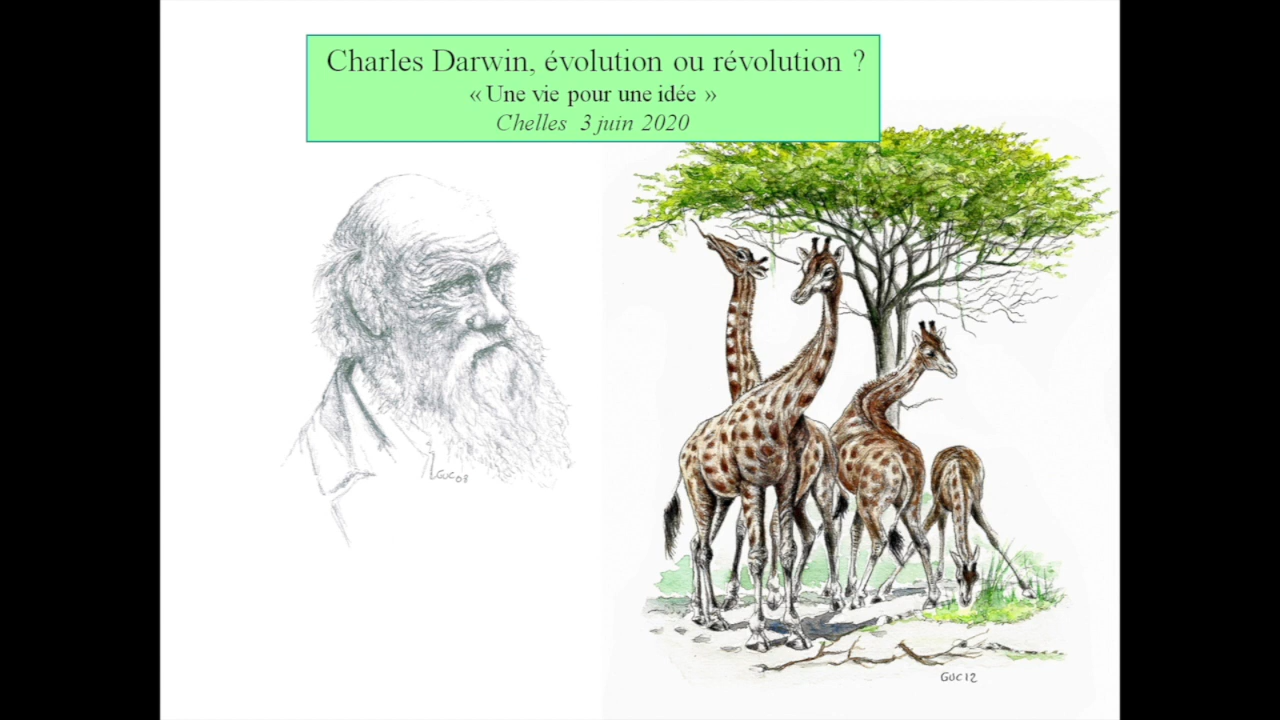 Charles Darwin, évolution ou révolution ?
« Une vie pour une idée »
Chelles 3 juin 2020
GUC 08
GUC 12